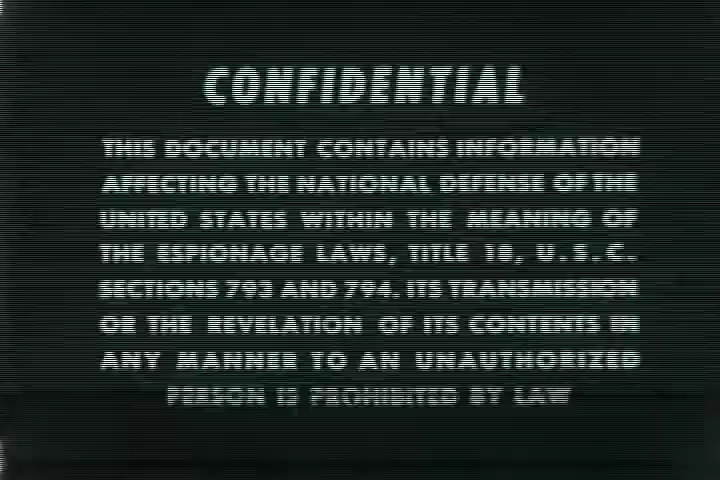 CONFIDENTIAL
THIS DOCUMENT CONTAINS INFORMATION
AFFECTING THE NATIONAL DEFENSE OF THE
UNITED STATES WITHIN THE MEANING OF
THE ESPIONAGE LAWS, TITLE 18, U.S.C.
SECTIONS 793 AND 794. ITS TRANSMISSION
OR THE REVELATION OF ITS CONTENTS IN
ANY MANNER TO AN UNAUTHORIZED
PERSON IS PROHIBITED BY LAW